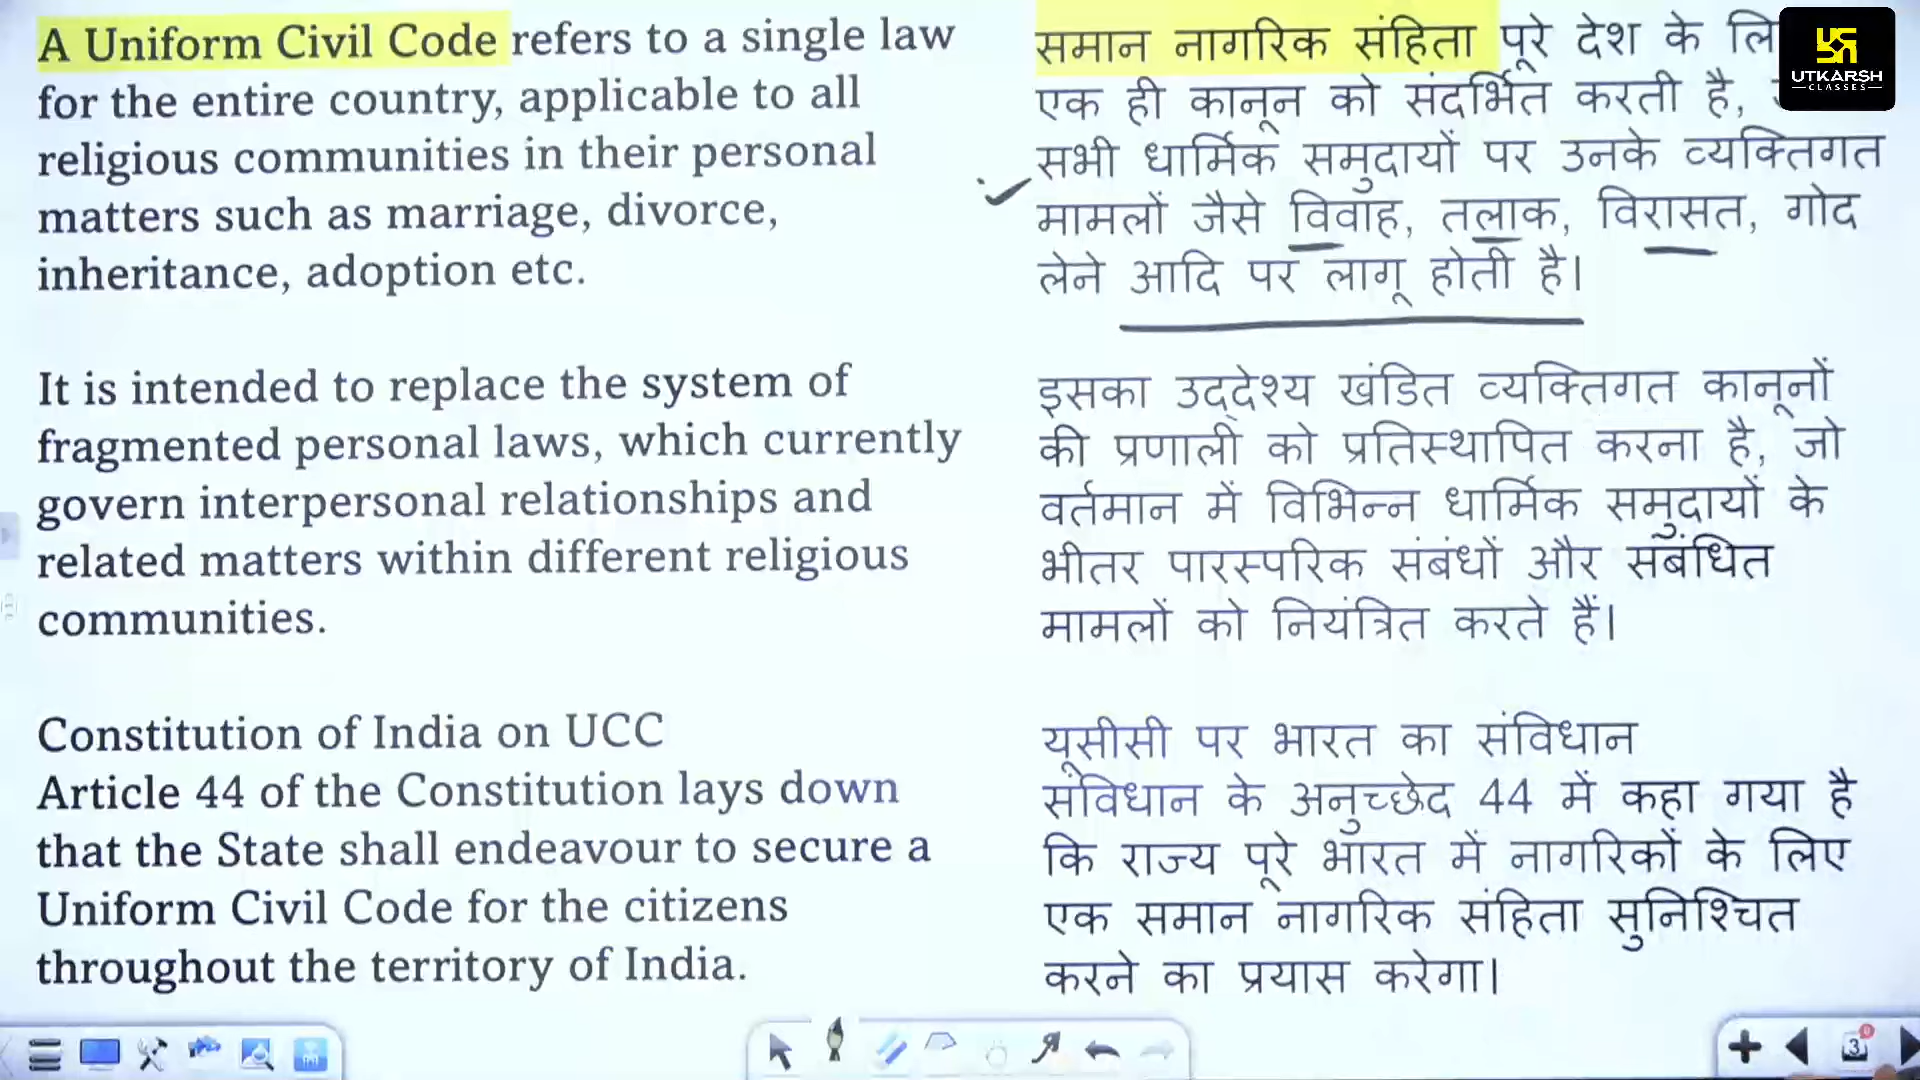 A Uniform Civil Code refers to a single law
for the entire country, applicable to all
religious communities in their personal
matters such as marriage, divorce,
inheritance, adoption etc.
It is intended to replace the system of
fragmented personal laws, which currently
govern interpersonal relationships and
related matters within different religious
communities.
Constitution of India on UCC
Article 44 of the Constitution lays down
that the State shall endeavour to secure a
Uniform Civil Code for the citizens
throughout the territory of India.
समान नागरिक संहिता पूरे देश के
एक ही कानून को संदर्भित करती है,
सभी धार्मिक समुदायों पर उनके व्यक्तिगत
मामलों जैसे विवाह, तलाक, विरासत, गोद
लेने आदि पर लागू होती है।
इसका उद्देश्य खंडित व्यक्तिगत कानूनों
की प्रणाली को प्रतिस्थापित करना है, जो
वर्तमान में विभिन्न धार्मिक समुदायों के
भीतर पारस्परिक संबंधों और संबंधित
मामलों को नियंत्रित करते हैं।
यूसीसी पर भारत का संविधान
संविधान के अनुच्छेद 44 में कहा गया है
कि राज्य पूरे भारत में नागरिकों के लिए
एक समान नागरिक संहिता सुनिश्चित
करने का प्रयास करेगा।
UTKARSH
CLASSES
3
0